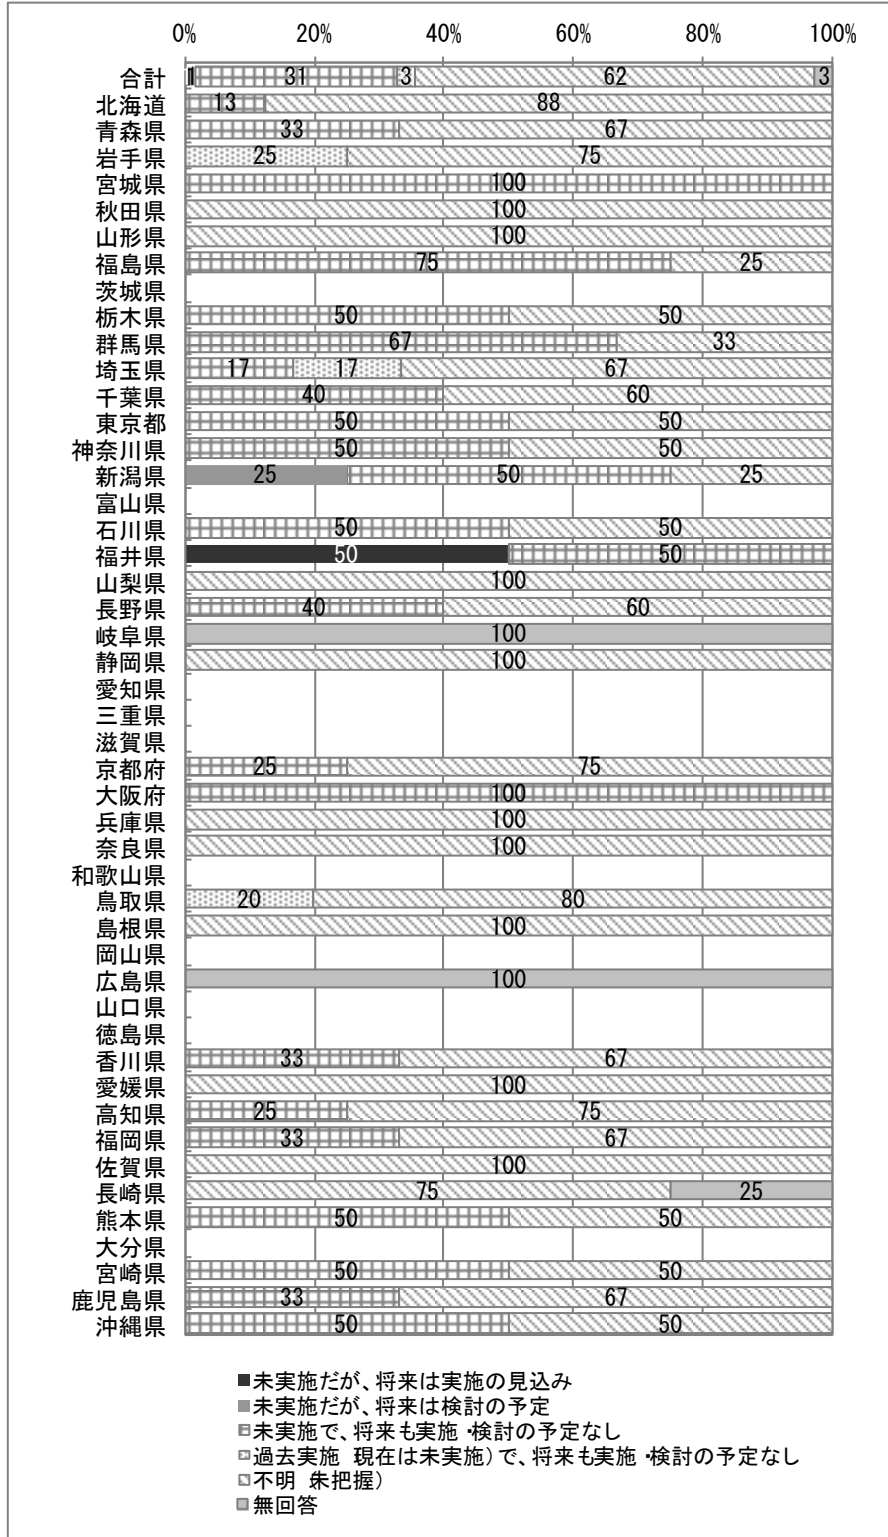 0% 20% 40% 60% 80% 100%
合計 1 31 3 62 3
北海道 13 88
青森県 33 67
岩手県 25 75
宮城県 100
秋田県 100
山形県 100
福島県 75 25
茨城県
栃木県 50 50
群馬県 67 33
埼玉県 17 17 67
千葉県 40 60
東京都 50 50
神奈川県 50 50
新潟県 25 50 25
富山県
石川県 50 50
福井県 50 50
山梨県 100
長野県 40 60
岐阜県 100
静岡県 100
愛知県
三重県
滋賀県
京都府 25 75
大阪府 100
兵庫県 100
奈良県 100
和歌山県
鳥取県 20 80
島根県 100
岡山県
広島県 100
山口県
徳島県
香川県 33 67
愛媛県 100
高知県 25 75
福岡県 33 67
佐賀県 100
長崎県 75 25
熊本県 50 50
大分県
宮崎県 50 50
鹿児島県 33 67
沖縄県 50 50
未実施だが、将来は実施の見込み
未実施だが、将来は検討の予定
未実施で、将来も実施・検討の予定なし
過去実施 現在は未実施）で、将来も実施・検討の予定なし
不明 未把握）
無回答